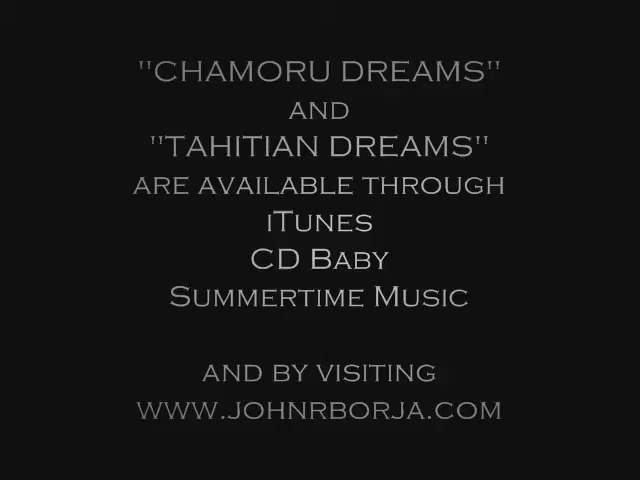 "CHAMORU DREAMS"
AND
"TAHITIAN DREAMS"
ARE AVAILABLE THROUGH
iTUNES
CD BABY
SUMMERTIME MUSIC
AND BY VISITING
WWW.JOHNRBORJA.COM